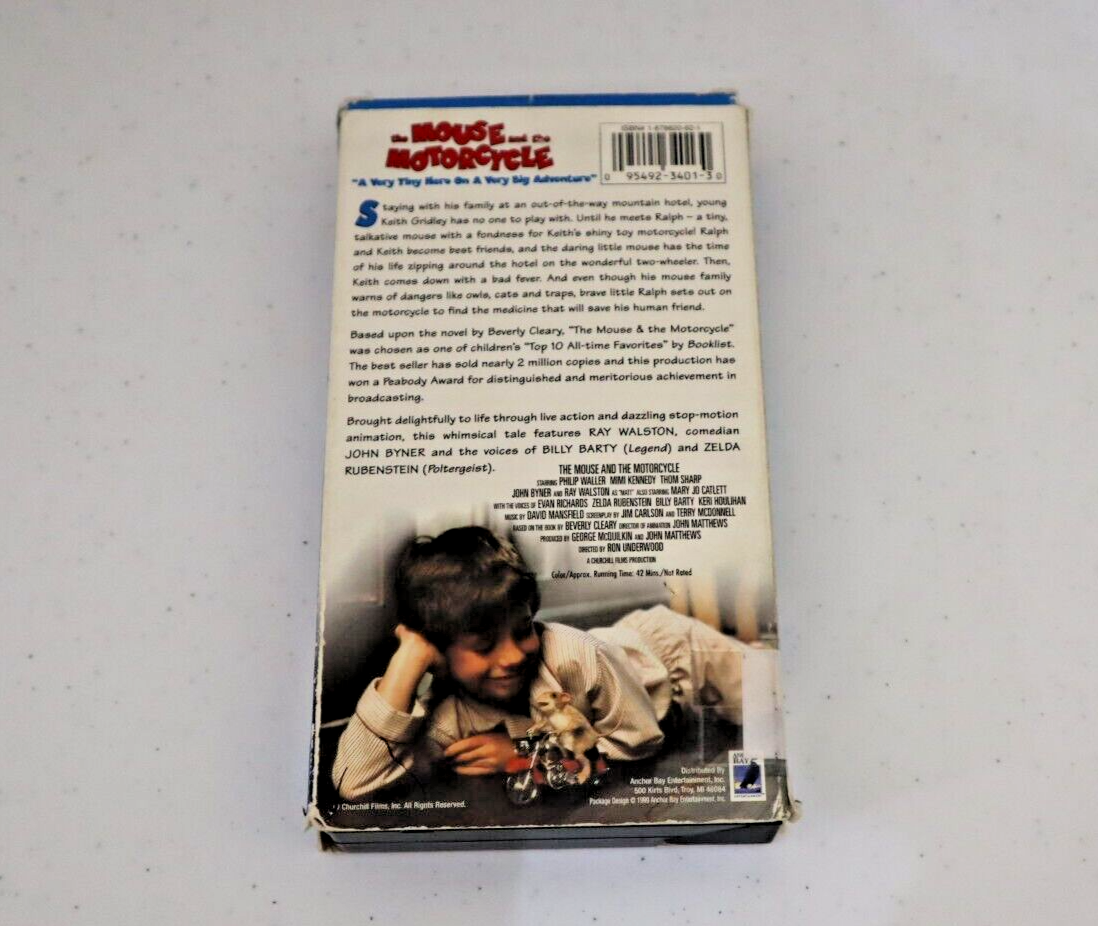 the MOUSE and the
MOTORCYCLE
"A Very Tiny Hero On A Very Big Adventure"
0 95492-3401-3 0
Staying with his family at an out-of-the-way mountain hotel, young
Keith Gridley has no one to play with. Until he meets Ralph – a tiny,
talkative mouse with a fondness for Keith's shiny toy motorcycle! Ralph
and Keith become best friends, and the daring little mouse has the time
of his life zipping around the hotel on the wonderful two-wheeler. Then,
Keith comes down with a bad fever. And even though his mouse family
warns of dangers like owls, cats and traps, brave little Ralph sets out on
the motorcycle to find the medicine that will save his human friend.
Based upon the novel by Beverly Cleary, "The Mouse & the Motorcycle"
was chosen as one of children's "Top 10 All-time Favorites" by Booklist.
The best seller has sold nearly 2 million copies and this production has
won a Peabody Award for distinguished and meritorious achievement in
broadcasting.
Brought delightfully to life through live action and dazzling stop-motion
animation, this whimsical tale features RAY WALSTON, comedian
JOHN BYNER and the voices of BILLY BARTY (Legend) and ZELDA
RUBENSTEIN (Poltergeist).
THE MOUSE AND THE MOTORCYCLE
STARRING PHILIP WALLER MIMI KENNEDY THOM SHARP
JOHN BYNER AND RAY WALSTON AS "MATT" ALSO STARRING MARY JO CATLETT
WITH THE VOICES OF EVAN RICHARDS ZELDA RUBENSTEIN BILLY BARTY KERI HOULIHAN
MUSIC BY DAVID MANSFIELD SCREENPLAY BY JIM CARLSON AND TERRY MCDONNELL
BASED ON THE BOOK BY BEVERLY CLEARY DIRECTOR OF ANIMATION JOHN MATTHEWS
PRODUCED BY GEORGE MCQUILKIN AND JOHN MATTHEWS
DIRECTED BY RON UNDERWOOD
A CHURCHILL FILMS PRODUCTION
Color/Approx. Running Time: 42 Mins./Not Rated
Distributed By
Anchor Bay Entertainment, Inc.
500 Kirts Blvd, Troy, MI 48084
Package Design © 1999 Anchor Bay Entertainment, Inc.
BAY
Churchill Films, Inc. All Rights Reserved.